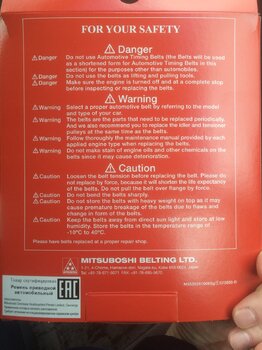 FOR YOUR SAFETY
Danger
Danger Do not use Automotive Timing Belts (the Belts will be used
as a shortened form for Automotive Timing Belts in this
section) for the purposes other than automobiles.
Danger Do not use the belts as lifting and pulling tools.
Danger Make sure the engine is turned off and at a complete stop
before inspecting or replacing the belts.
Warning
Warning Select a proper automotive belt by referring to the model
and type of your car.
Warning The belts are the parts that need to be replaced periodically.
And we also recommend you to replace the idler and tensioner
pulleys at the same time as the belts.
Warning Follow thoroughly the maintenance manual provided by each
applied engine type when replacing the belts.
Warning Do not make stain of engine oils and other chemicals on the
belts since it may cause deterioration.
Caution
Caution Loosen the belt tension before replacing the belt. Please do
not replace by force, because it will the shorten the life expectancy
of the belts. Do not pull the belt over flange by force.
Caution Do not bend the belts.
Caution Do not store the belts with heavy weight on top as it may
cause premature breakage of the belts due to flaws and
change in form of the belts.
Caution Keep the belts away from direct sun light and store at low
humidity. Store the belts in the temperature range of
-10°C to 40°C.
Please have belts replaced at a proper repair shop.
MITSUBOSHI BELTING LTD.
Товар сертифицирован
Ремень приводной
автомобильный
EAC